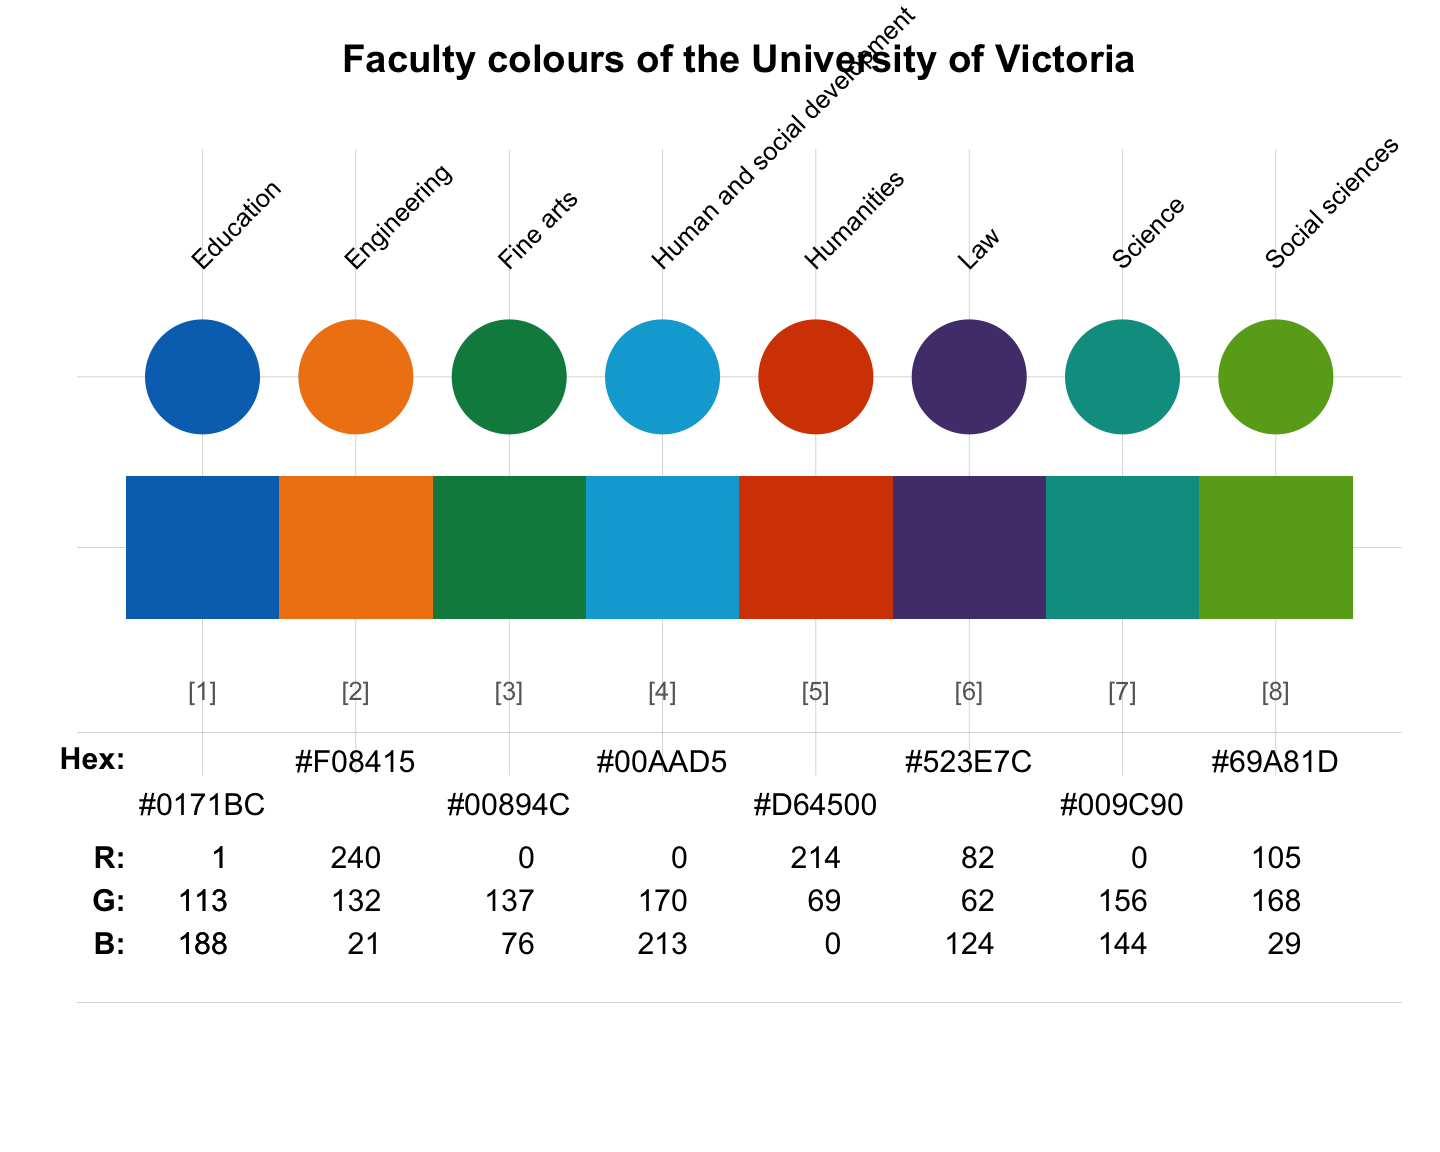 Faculty colours of the University of Victoria
Education
Engineering
Fine arts
Human and social development
Humanities
Law
Science
Social sciences
[1] [2] [3] [4] [5] [6] [7] [8]
Hex: #F08415 #00AAD5 #523E7C #69A81D
#0171BC #00894C #D64500 #009C90
R: 1 240 0 0 214 82 0 105
G: 113 132 137 170 69 62 156 168
B: 188 21 76 213 0 124 144 29